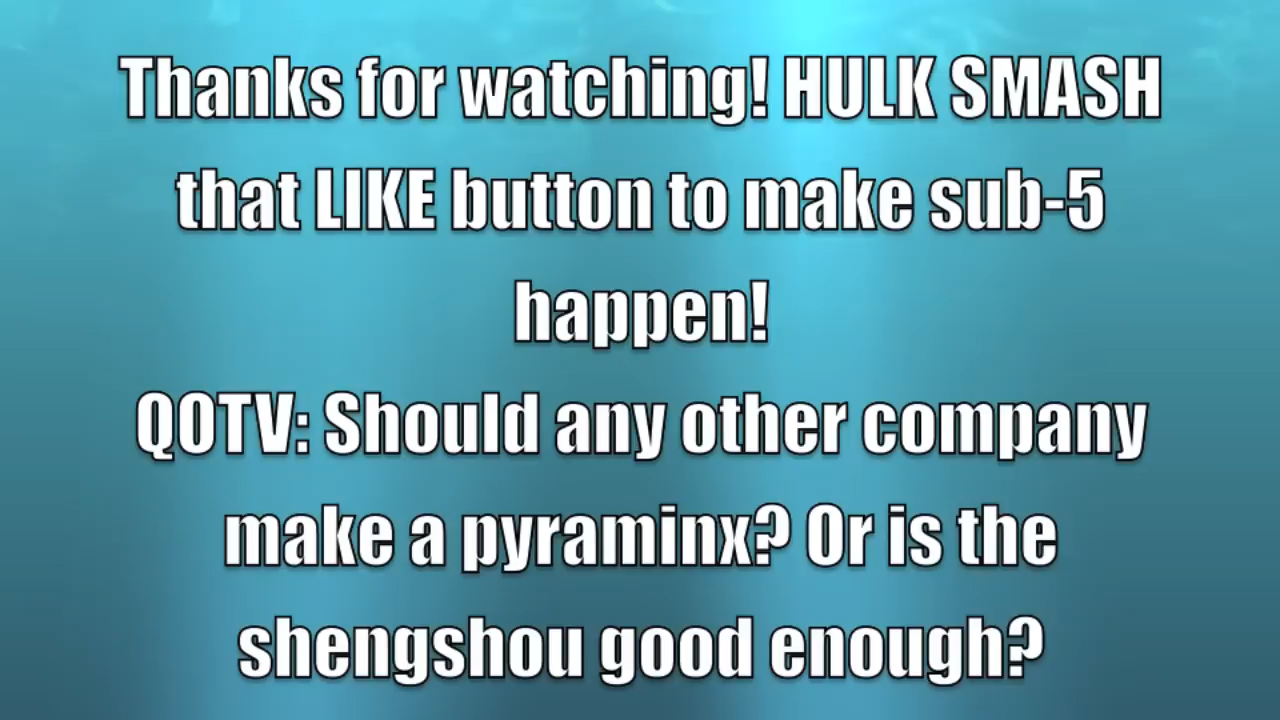 Thanks for watching! HULK SMASH
that LIKE button to make sub-5
happen!
QOTV: Should any other company
make a pyraminx? Or is the
shengshou good enough?